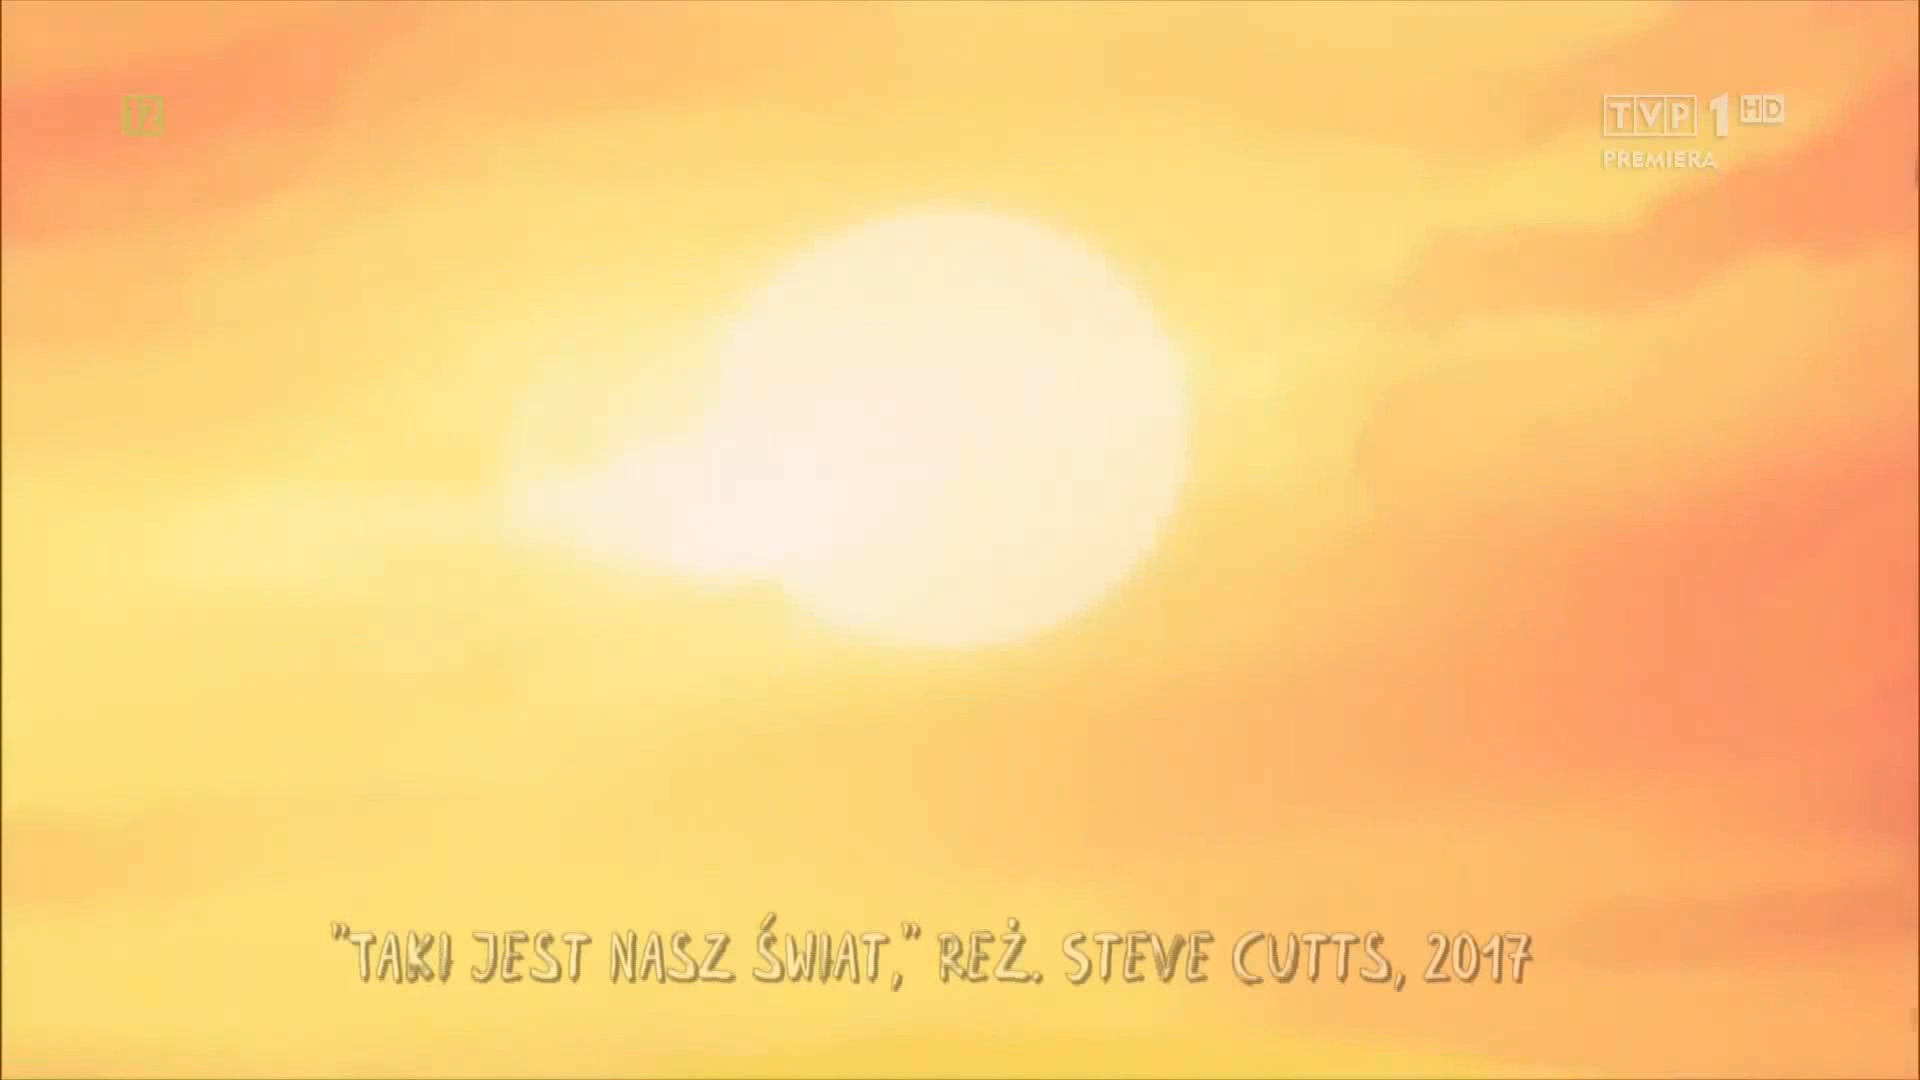 12
TVP 1 HD
PREMIERA
"TAKI JEST NASZ ŚWIAT," REŻ. STEVE CUTTS, 2017